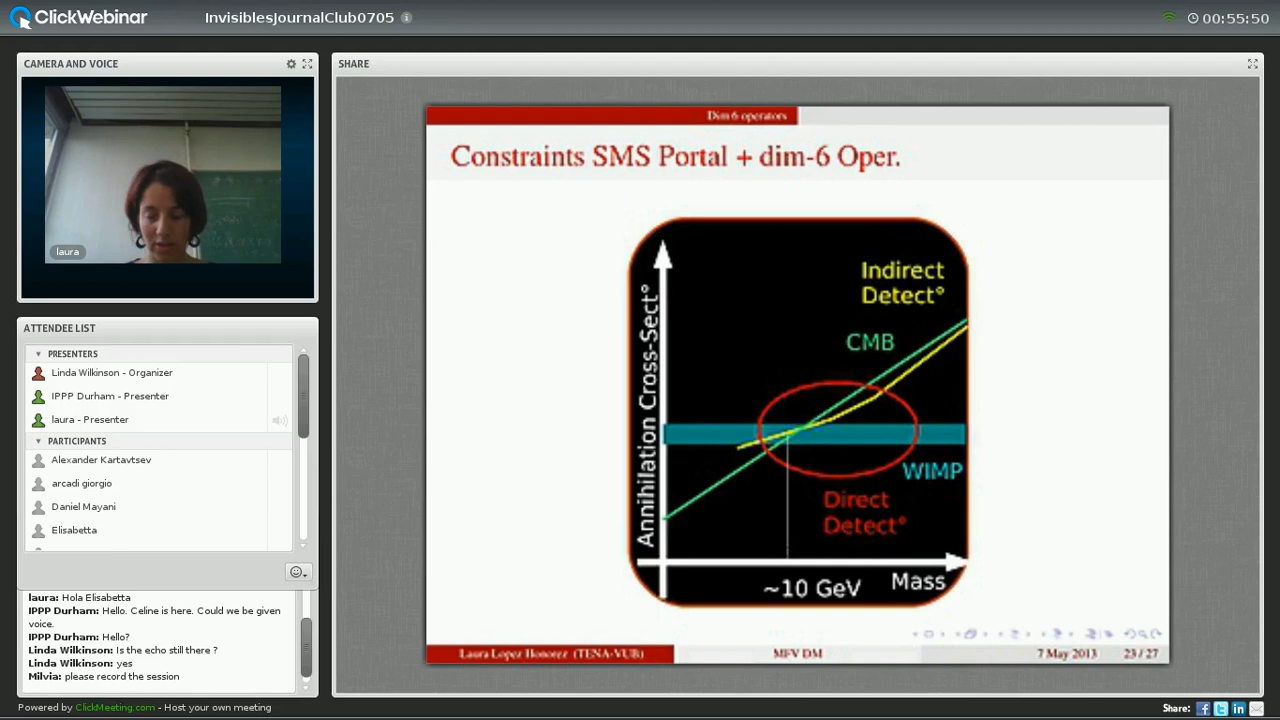 ClickWebinar
InvisiblesJournalClub0705
00:55:50
CAMERA AND VOICE
laura
ATTENDEE LIST
PRESENTERS
Linda Wilkinson - Organizer
IPPP Durham - Presenter
laura - Presenter
PARTICIPANTS
Alexander Kartavtsev
arcadi giorgio
Daniel Mayani
Elisabetta
laura: Hola Elisabetta
IPPP Durham: Hello. Celine is here. Could we be given
voice.
IPPP Durham: Hello?
Linda Wilkinson: Is the echo still there ?
Linda Wilkinson: yes
Milvia: please record the session
SHARE
Dim 6 operators
Constraints SMS Portal + dim-6 Oper.
Annihilation Cross-Sect°
Indirect
Detect°
CMB
WIMP
Direct
Detect°
~10 GeV
Mass
Laura Lopez Honorez (TENA-VUB)
MFV DM
7 May 2013
23 / 27
Powered by ClickMeeting.com - Host your own meeting
Share: